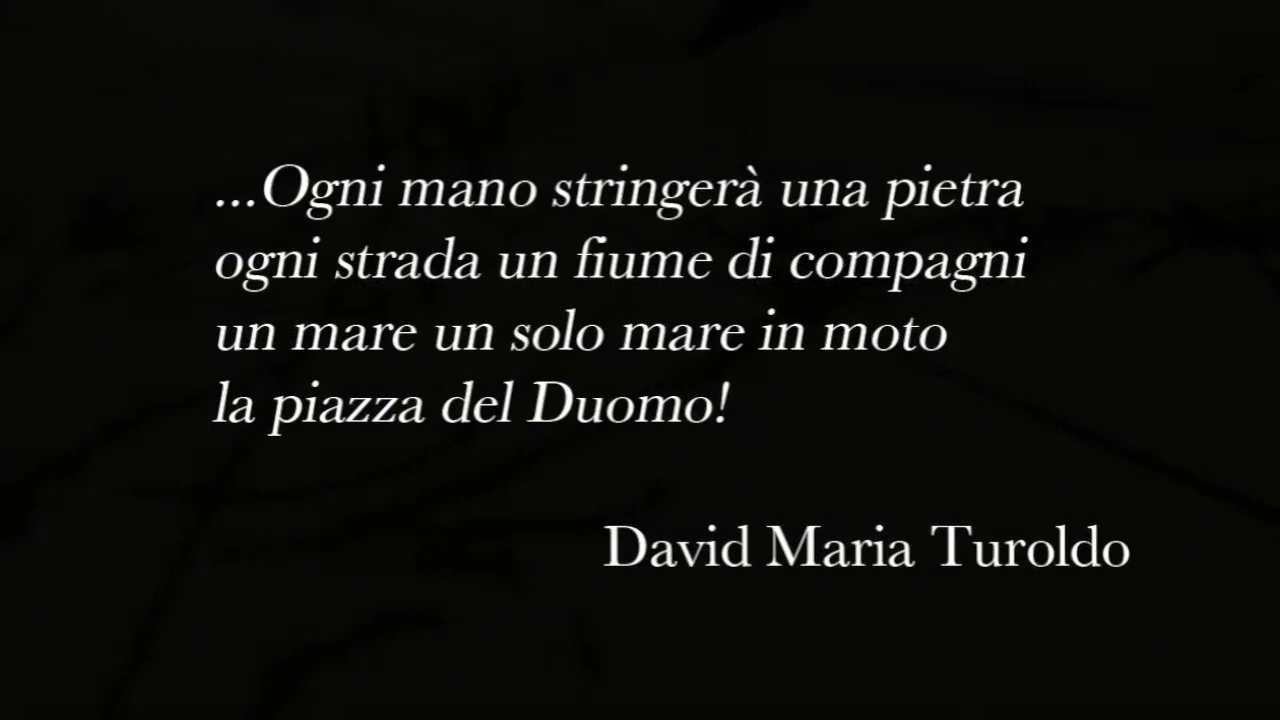 ...Ogni mano stringerà una pietra
ogni strada un fiume di compagni
un mare un solo mare in moto
la piazza del Duomo!
David Maria Turoldo